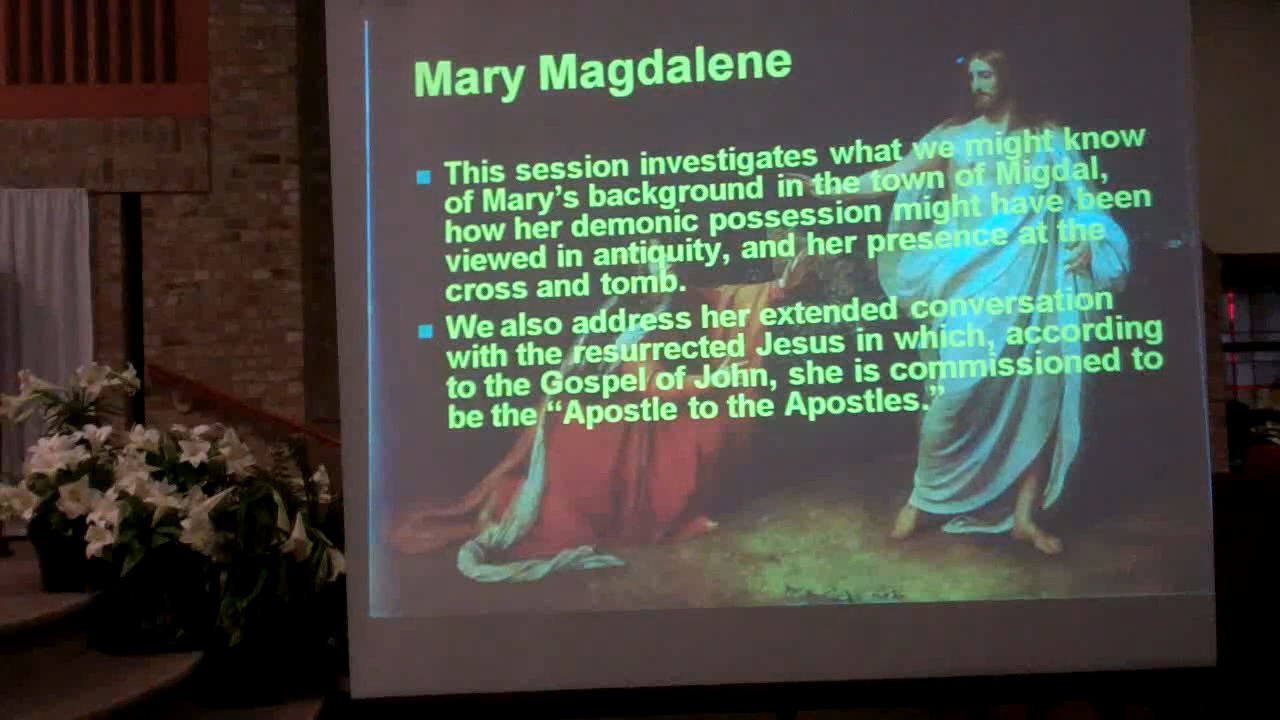 Mary Magdalene
This session investigates what we might know
of Mary's background in the town of Migdal,
how her demonic possession might have been
viewed in antiquity, and her presence at the
cross and tomb.
We also address her extended conversation
with the resurrected Jesus in which, according
to the Gospel of John, she is commissioned to
be the “Apostle to the Apostles.”